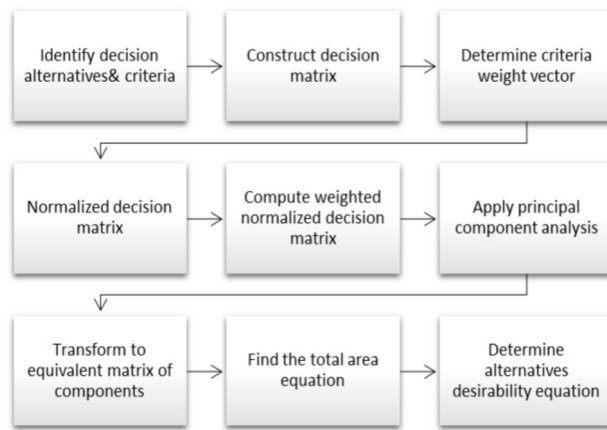 Identify decision
alternatives& criteria
Construct decision
matrix
Determine criteria
weight vector
Normalized decision
matrix
Compute weighted
normalized decision
matrix
Apply principal
component analysis
Transform to
equivalent matrix of
components
Find the total area
equation
Determine
alternatives
desirability equation